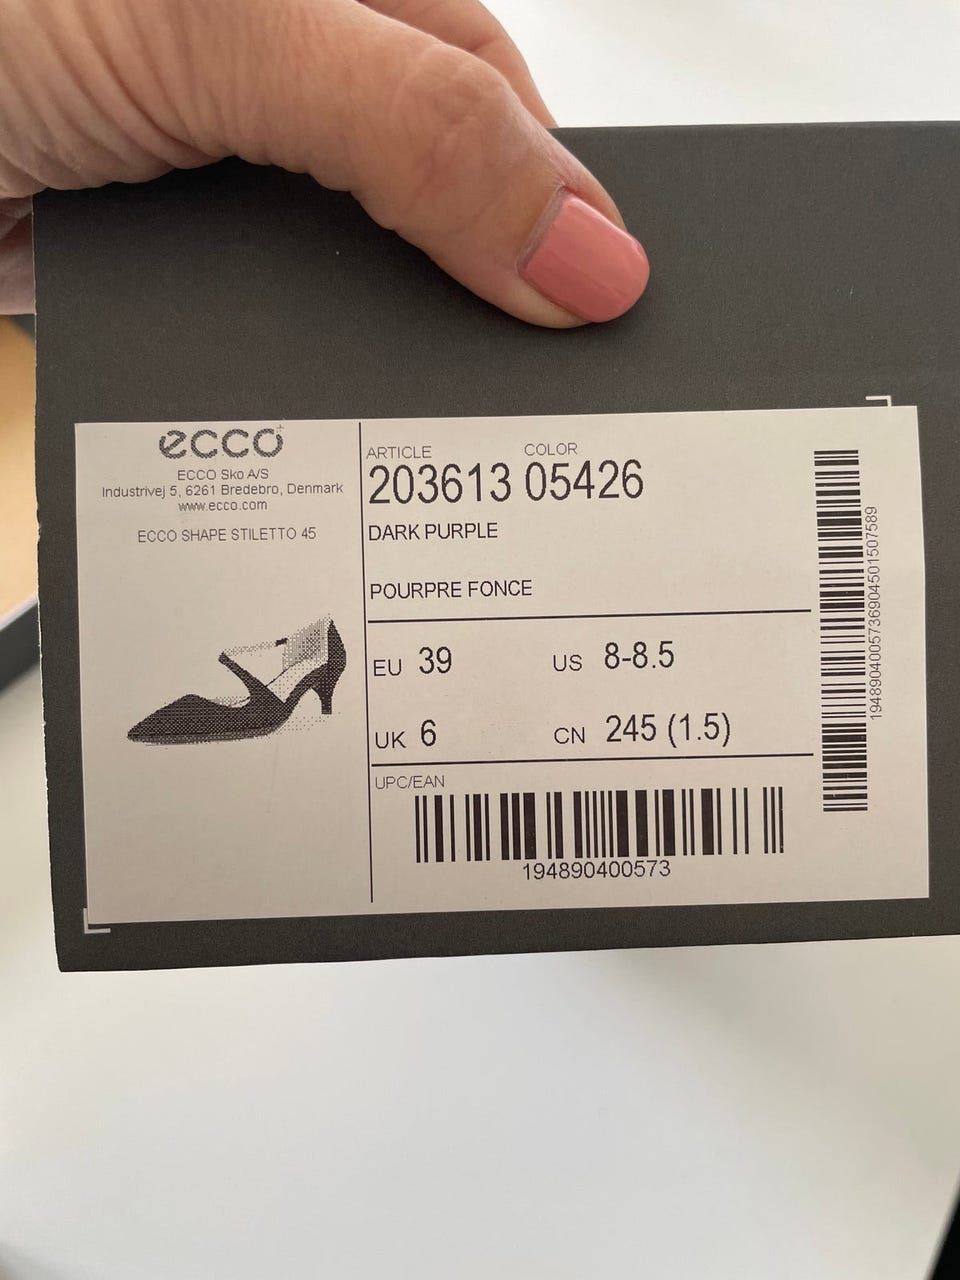 ecco
ECCO Sko A/S
Industrivej 5, 6261 Bredebro, Denmark
www.ecco.com
ECCO SHAPE STILETTO 45
ARTICLE COLOR
203613 05426
DARK PURPLE
POURPRE FONCE
EU 39 US 8-8.5
UK 6 CN 245 (1.5)
UPC/EAN
194890400573
1948904005736904501507589